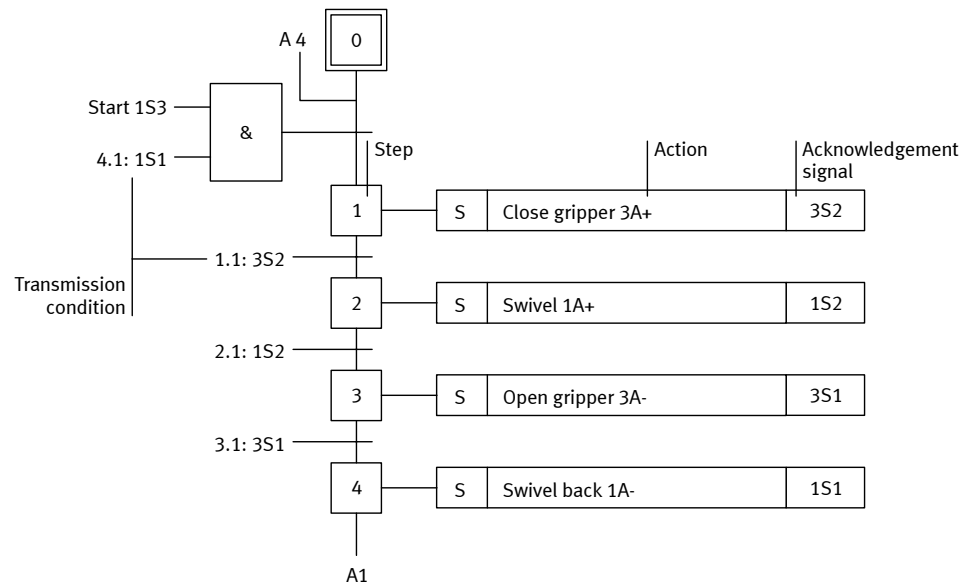 A 4
0
Start 1S3
&
4.1: 1S1
Step
Action
Acknowledgement
signal
1
S
Close gripper 3A+
3S2
1.1: 3S2
Transmission
condition
2
S
Swivel 1A+
1S2
2.1: 1S2
3
S
Open gripper 3A-
3S1
3.1: 3S1
4
S
Swivel back 1A-
1S1
A1